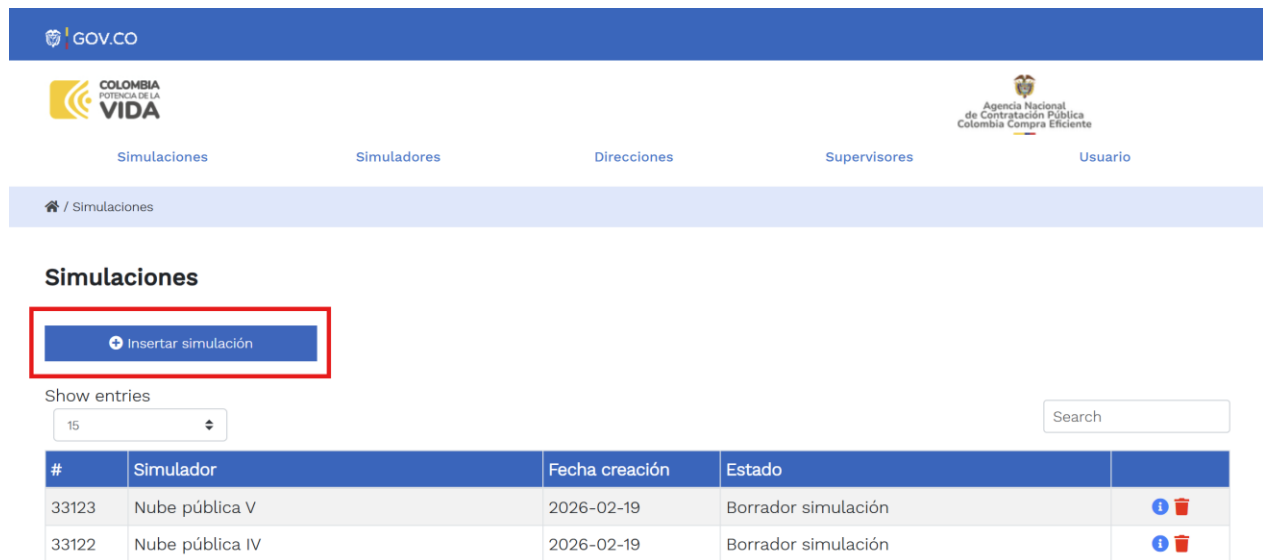 GOV.CO
COLOMBIA
POTENCIA DE LA
VIDA
Agencia Nacional
de Contratación Pública
Colombia Compra Eficiente
Simulaciones Simuladores Direcciones Supervisores Usuario
/ Simulaciones
Simulaciones
Insertar simulación
Show entries
15
Search
# Simulador Fecha creación Estado
33123 Nube pública V 2026-02-19 Borrador simulación
33122 Nube pública IV 2026-02-19 Borrador simulación